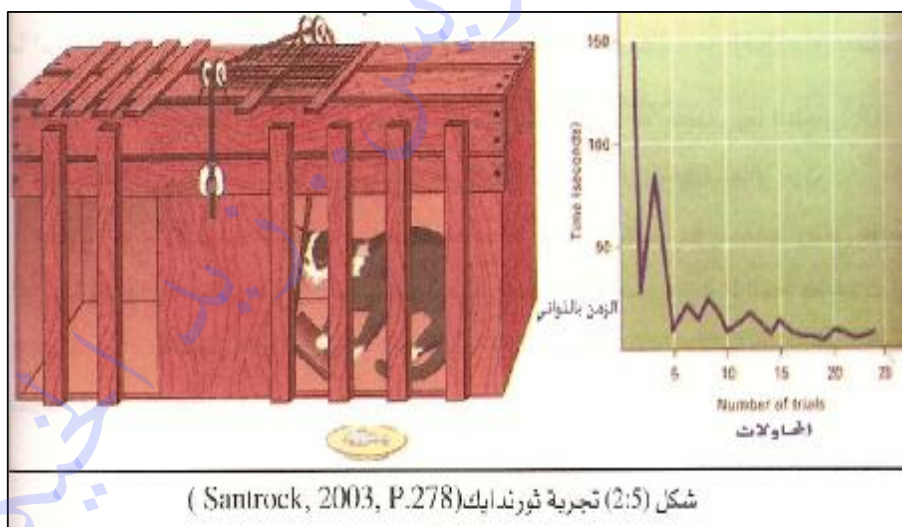 150
100
50
Time (seconds)
الزمن بالثواني
5 10 15 20 25
Number of trials
المحاولات
شكل (2:5) تجربة ثورندايك(Santrock, 2003, P.278 )